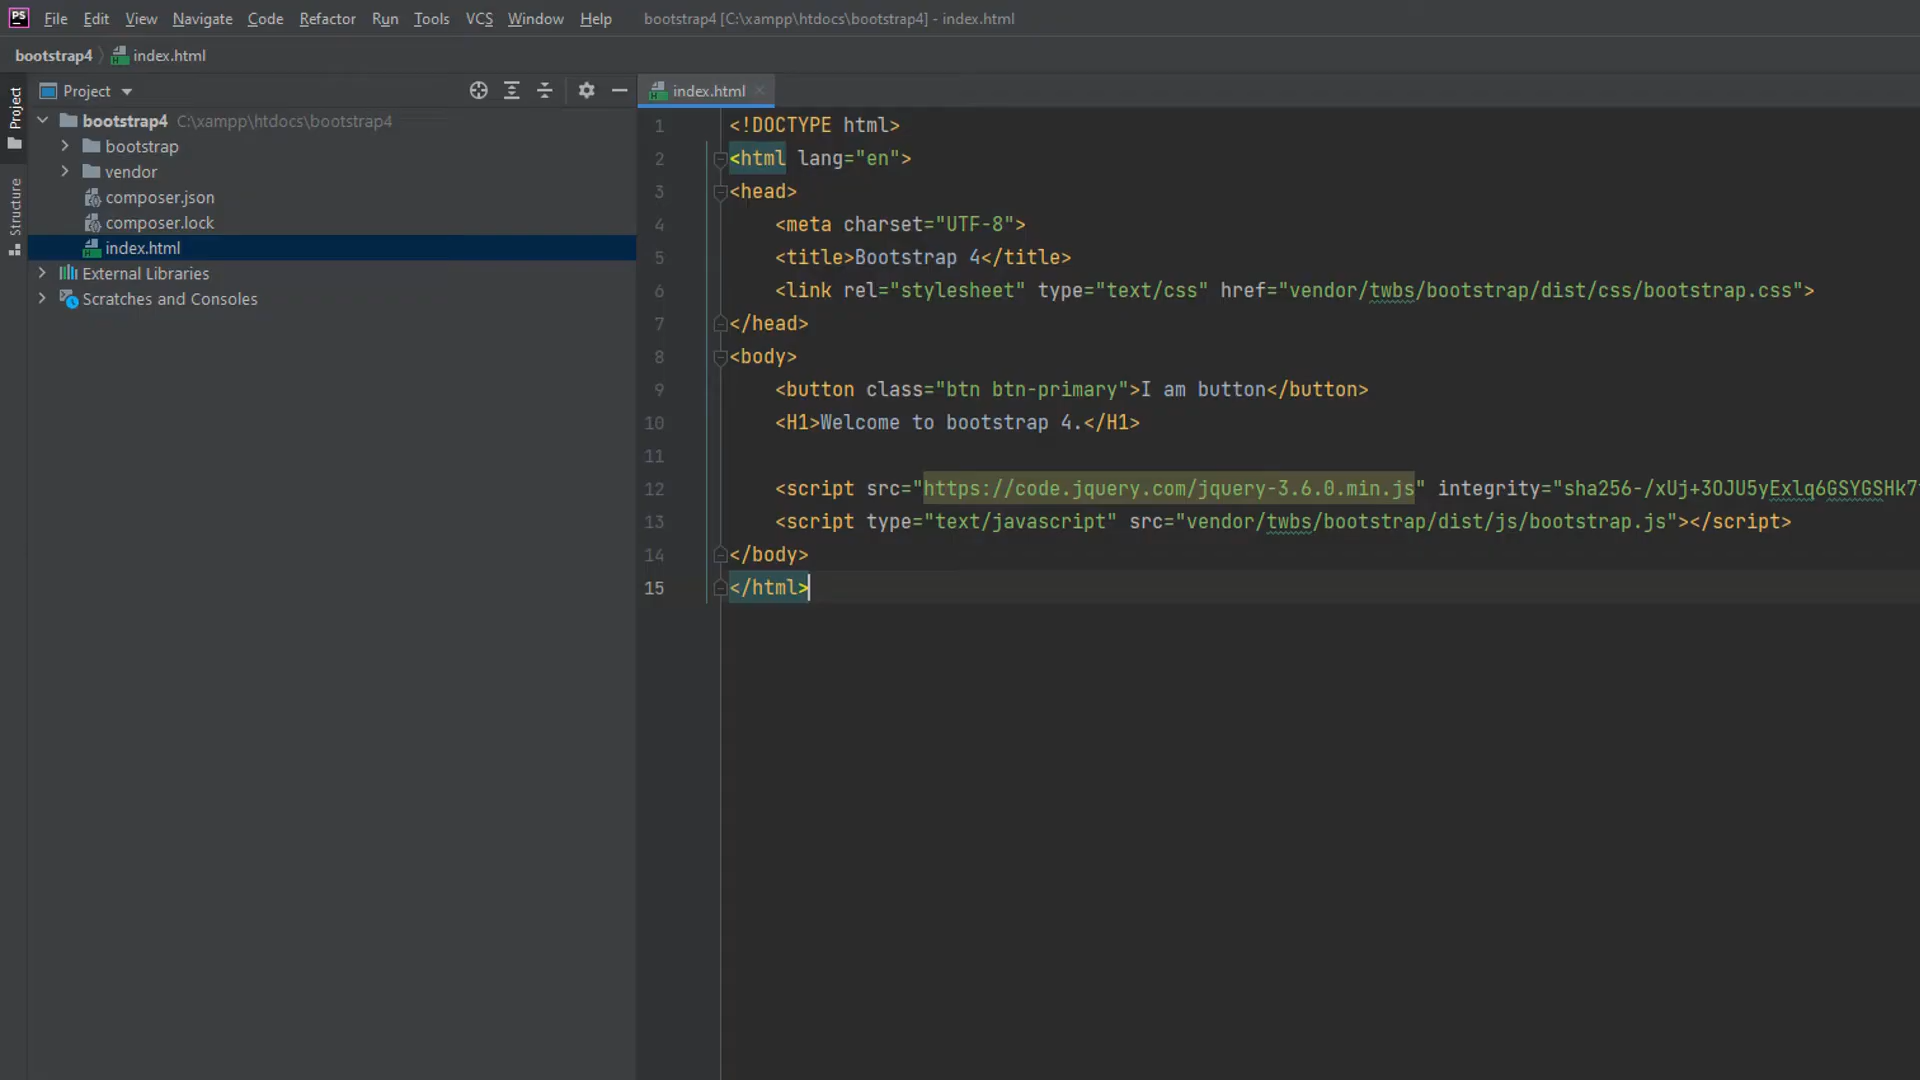 PS File Edit View Navigate Code Refactor Run Tools VCS Window Help bootstrap4 [C:\xampp\htdocs\bootstrap4] - index.html
bootstrap4 index.html
Project
Structure
Project
bootstrap4 C:\xampp\htdocs\bootstrap4
bootstrap
vendor
composer.json
composer.lock
index.html
External Libraries
Scratches and Consoles
index.html
1 <!DOCTYPE html>
2 <html lang="en">
3 <head>
4 <meta charset="UTF-8">
5 <title>Bootstrap 4</title>
6 <link rel="stylesheet" type="text/css" href="vendor/twbs/bootstrap/dist/css/bootstrap.css">
7 </head>
8 <body>
9 <button class="btn btn-primary">I am button</button>
10 <H1>Welcome to bootstrap 4.</H1>
11
12 <script src="https://code.jquery.com/jquery-3.6.0.min.js" integrity="sha256-/xUj+3OJU5yExlq6GSYGSHk7
13 <script type="text/javascript" src="vendor/twbs/bootstrap/dist/js/bootstrap.js"></script>
14 </body>
15 </html>